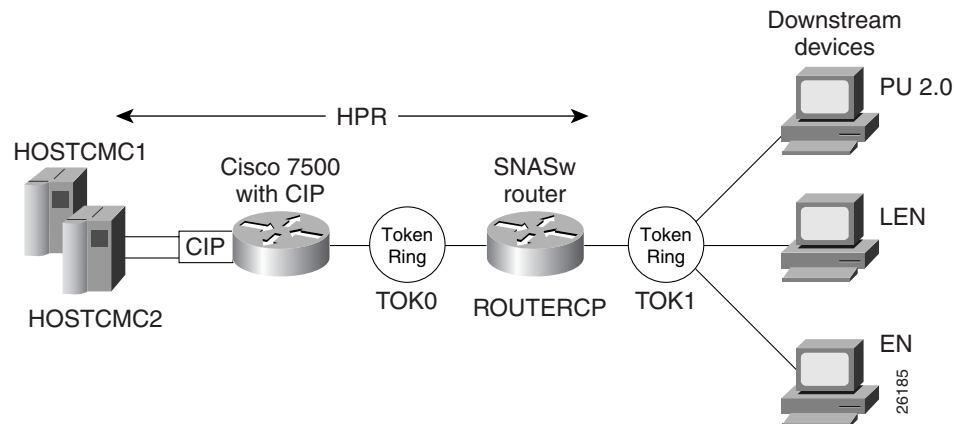 Downstream
devices
PU 2.0
HPR
HOSTCMC1
Cisco 7500
with CIP
SNASw
router
CIP
Token
Ring
Token
Ring
LEN
TOK0
ROUTERCP
TOK1
HOSTCMC2
EN
26185